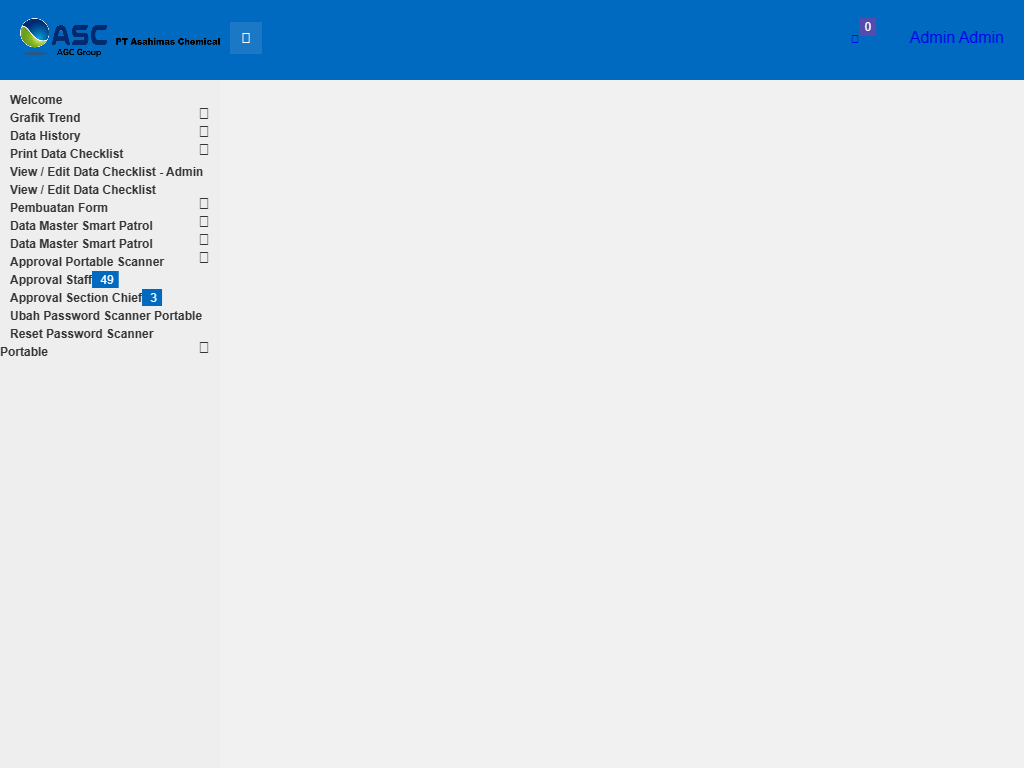 ASC
AGC Group
PT Asahimas Chemical
0
Admin Admin
Welcome
Grafik Trend
Data History
Print Data Checklist
View / Edit Data Checklist - Admin
View / Edit Data Checklist
Pembuatan Form
Data Master Smart Patrol
Data Master Smart Patrol
Approval Portable Scanner
Approval Staff 49
Approval Section Chief 3
Ubah Password Scanner Portable
Reset Password Scanner
Portable